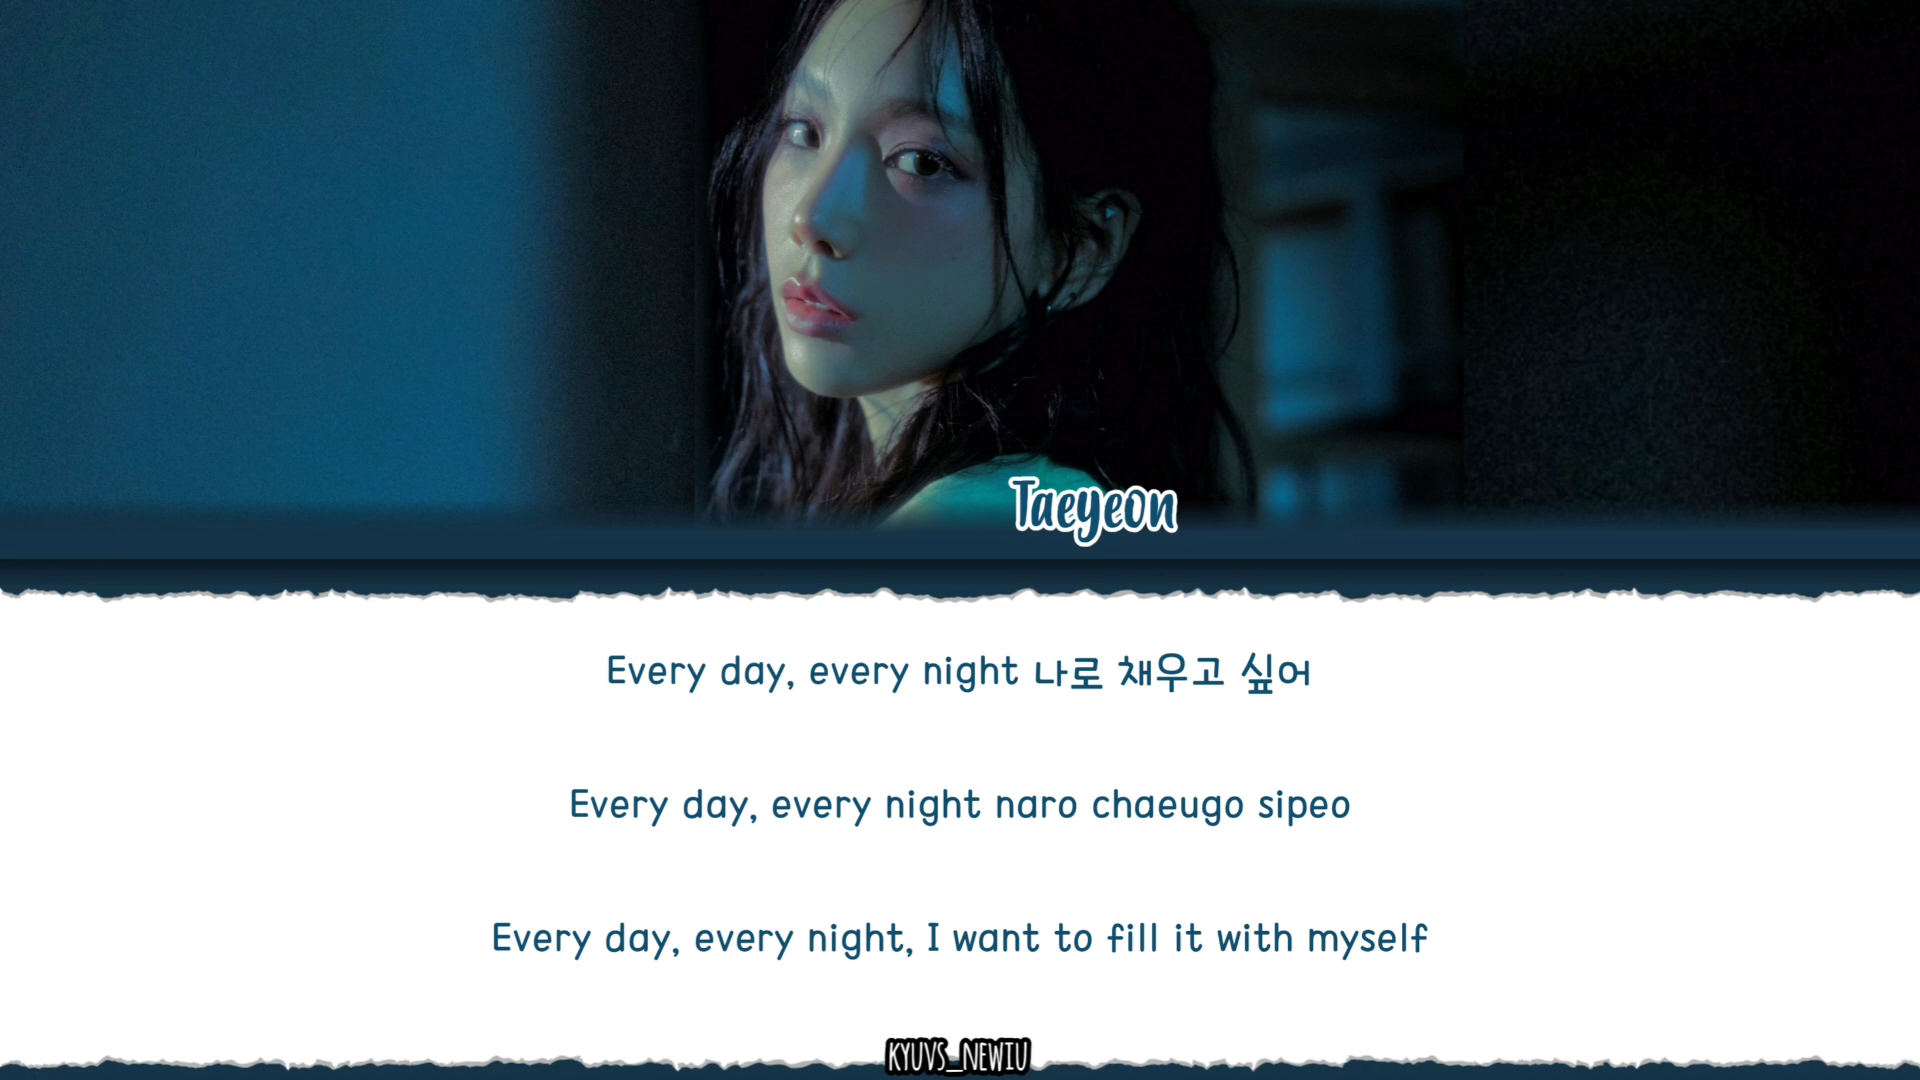 Taeyeon
Every day, every night 나로 채우고 싶어
Every day, every night naro chaeugo sipeo
Every day, every night, I want to fill it with myself
KYUVS_NEWIU